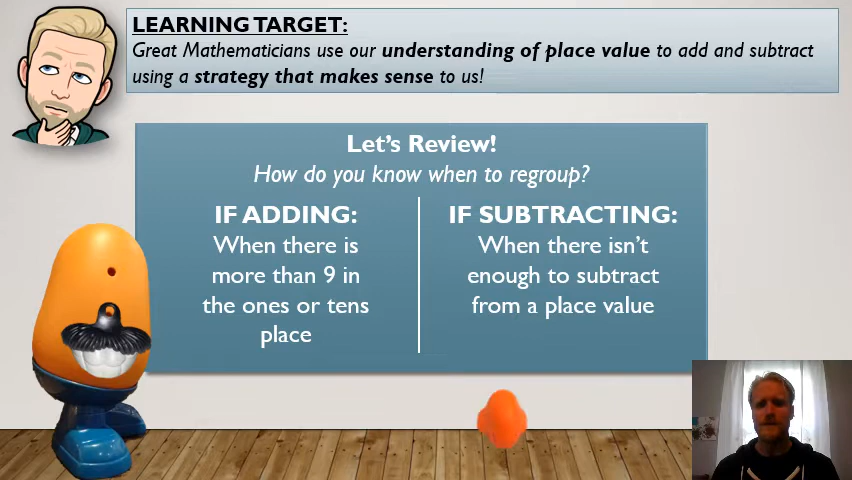 LEARNING TARGET:
Great Mathematicians use our understanding of place value to add and subtract
using a strategy that makes sense to us!
Let's Review!
How do you know when to regroup?
IF ADDING:
When there is
more than 9 in
the ones or tens
place
IF SUBTRACTING:
When there isn't
enough to subtract
from a place value